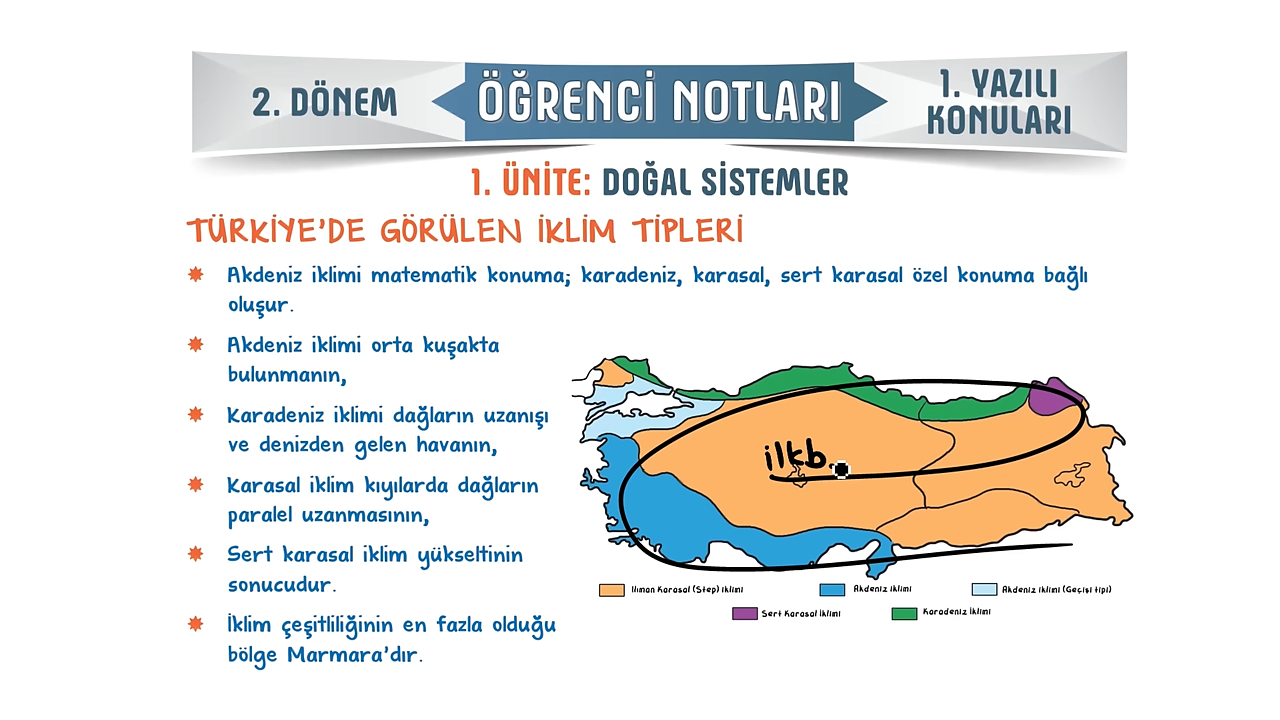 2. DÖNEM
ÖĞRENCİ NOTLARI
1. YAZILI
KONULARI
1. ÜNİTE: DOĞAL SİSTEMLER
TÜRKİYE'DE GÖRÜLEN İKLİM TİPLERİ
Akdeniz iklimi matematik konuma; karadeniz, karasal, sert karasal özel konuma bağlı
oluşur.
Akdeniz iklimi orta kuşakta
bulunmanın,
Karadeniz iklimi dağların uzanışı
ve denizden gelen havanın,
Karasal iklim kıyılarda dağların
paralel uzanmasının,
Sert karasal iklim yükseltinin
sonucudur.
İklim çeşitliliğinin en fazla olduğu
bölge Marmara'dır.
ilkb.
Ilıman Karasal (Step) iklimi
Akdeniz iklimi
Akdeniz iklimi (Geçişi tipi)
Sert Karasal İklimi
Karadeniz İklimi